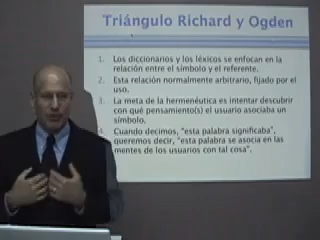 Triángulo Richard y Ogden
1. Los diccionarios y los léxicos se enfocan en la
relación entre el símbolo y el referente.
2. Esta relación normalmente arbitrario, fijado por el
uso.
3. La meta de la hermenéutica es intentar descubrir
con qué pensamiento(s) el usuario asociaba un
símbolo.
4. Cuando decimos, "esta palabra significaba",
queremos decir, "esta palabra se asocia en las
mentes de los usuarios con tal cosa".